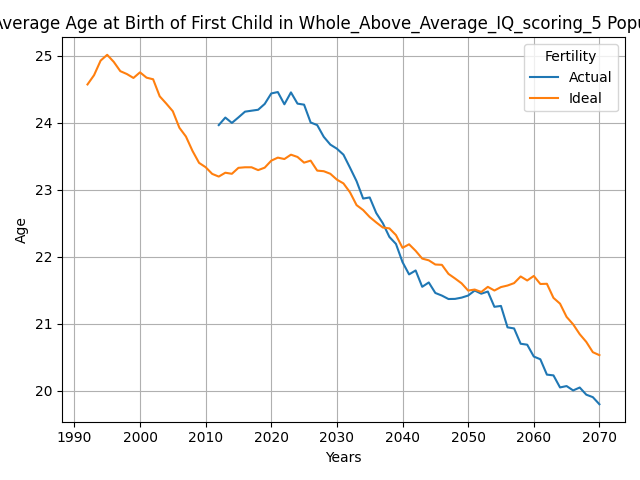 Average Age at Birth of First Child in Whole_Above_Average_IQ_scoring_5
Fertility
Actual
Ideal
Age
25
24
23
22
21
20
1990 2000 2010 2020 2030 2040 2050 2060 2070
Years